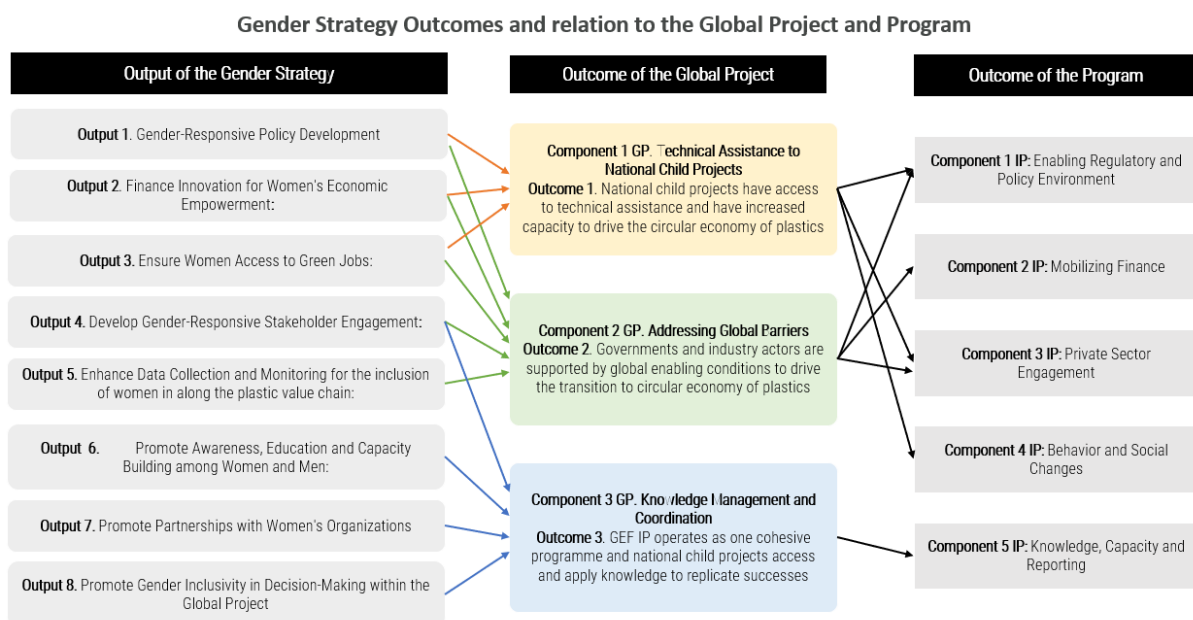 Gender Strategy Outcomes and relation to the Global Project and Program
Output of the Gender Strategy
Output 1. Gender-Responsive Policy Development
Output 2. Finance Innovation for Women's Economic
Empowerment:
Output 3. Ensure Women Access to Green Jobs:
Output 4. Develop Gender-Responsive Stakeholder Engagement:
Output 5. Enhance Data Collection and Monitoring for the inclusion
of women in along the plastic value chain:
Output 6. Promote Awareness, Education and Capacity
Building among Women and Men:
Output 7. Promote Partnerships with Women's Organizations
Output 8. Promote Gender Inclusivity in Decision-Making within the
Global Project
Outcome of the Global Project
Component 1 GP. Technical Assistance to
National Child Projects
Outcome 1. National child projects have access
to technical assistance and have increased
capacity to drive the circular economy of plastics
Component 2 GP. Addressing Global Barriers
Outcome 2. Governments and industry actors are
supported by global enabling conditions to drive
the transition to circular economy of plastics
Component 3 GP. Knowledge Management and
Coordination
Outcome 3. GEF IP operates as one cohesive
programme and national child projects access
and apply knowledge to replicate successes
Outcome of the Program
Component 1 IP: Enabling Regulatory and
Policy Environment
Component 2 IP: Mobilizing Finance
Component 3 IP: Private Sector
Engagement
Component 4 IP: Behavior and Social
Changes
Component 5 IP: Knowledge, Capacity and
Reporting